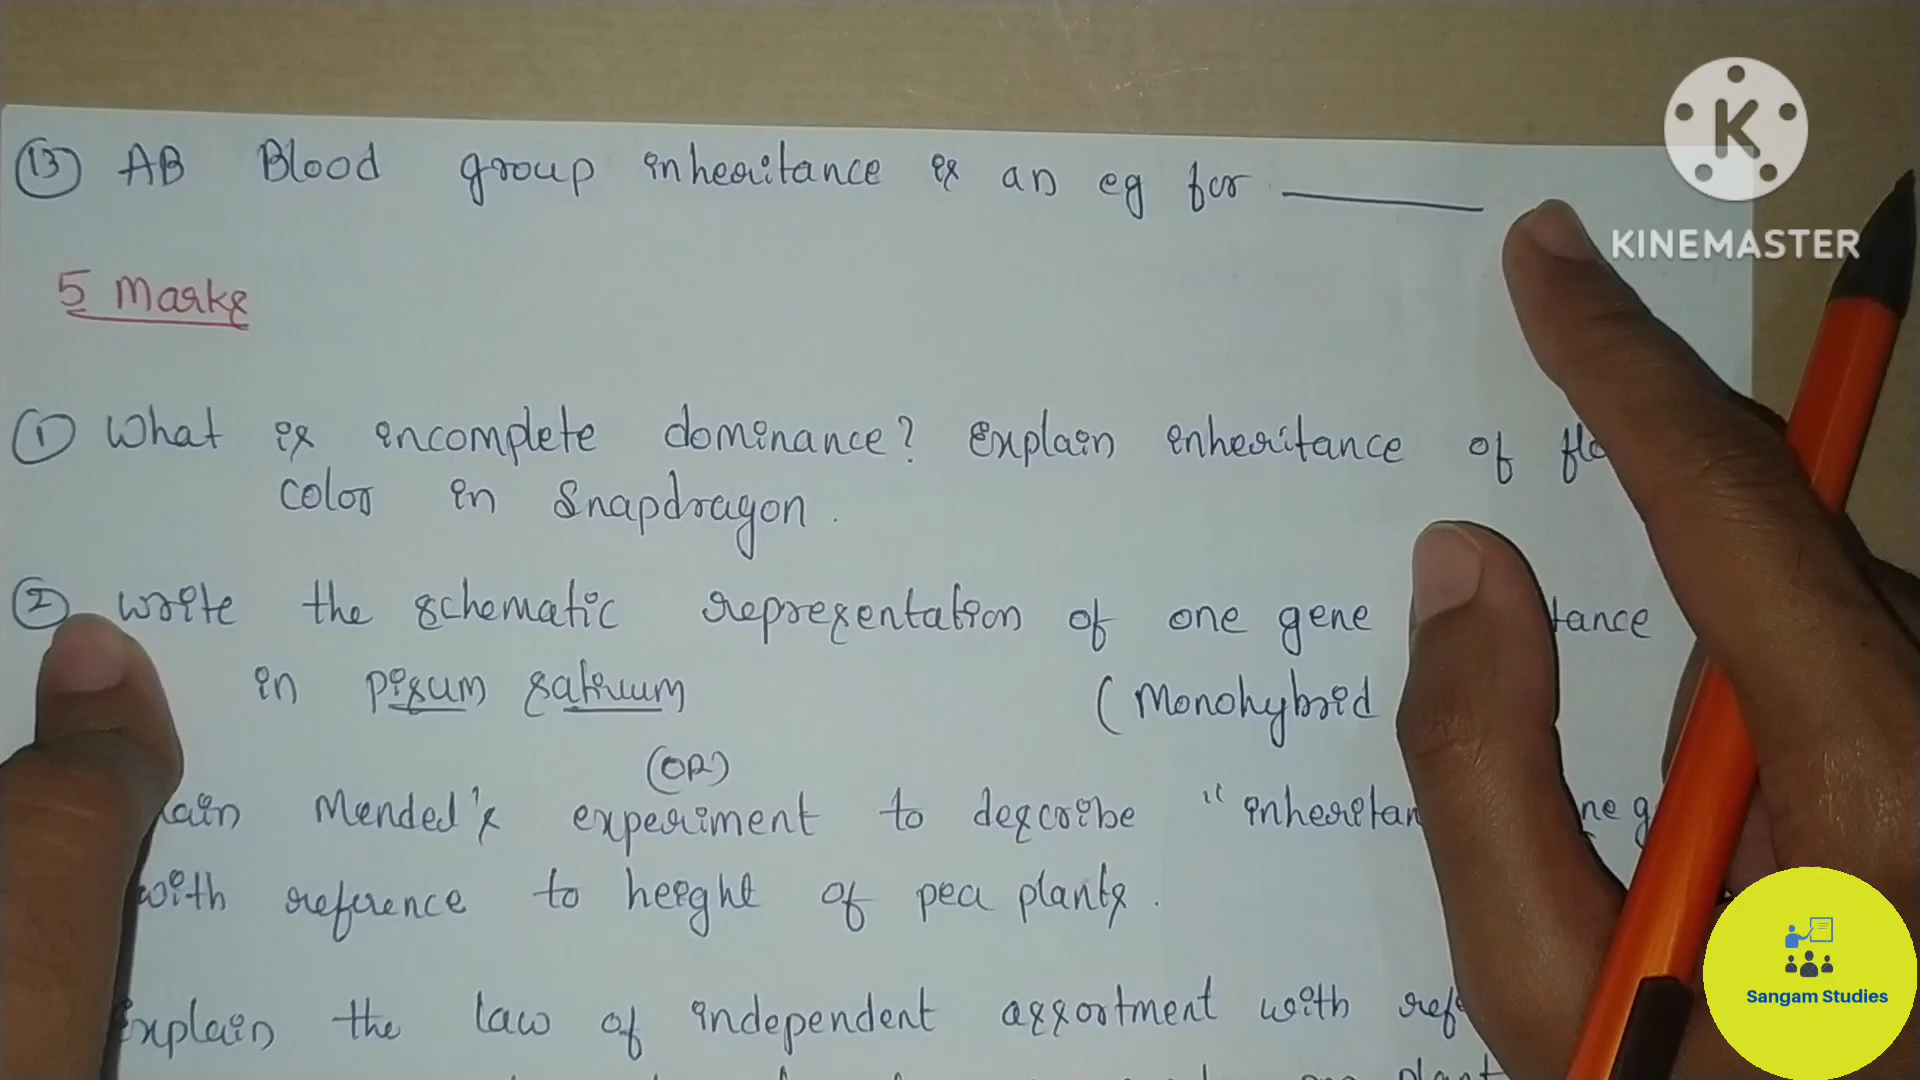 13 AB Blood group inheritance is an eg for ______
KINEMASTER
5 Marks
1 What is incomplete dominance? Explain inheritance of
color in Snapdragon.
2 write the schematic representation of one gene
in pisum sativum (Monohybrid
(OR)
Mendel's experiment to describe "
with reference to height of pea plants.
Explain the law of independent assortment with
Sangam Studies